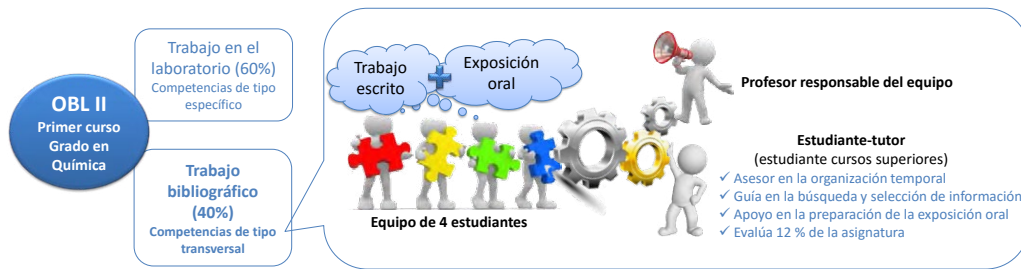 OBL II
Primer curso
Grado en
Química
Trabajo en el
laboratorio (60%)
Competencias de tipo
específico
Trabajo
bibliográfico
(40%)
Competencias de tipo
transversal
Trabajo
escrito
+
Exposición
oral
Equipo de 4 estudiantes
Profesor responsable del equipo
Estudiante-tutor
(estudiante cursos superiores)
✓ Asesor en la organización temporal
✓ Guía en la búsqueda y selección de información
✓ Apoyo en la preparación de la exposición oral
✓ Evalúa 12 % de la asignatura